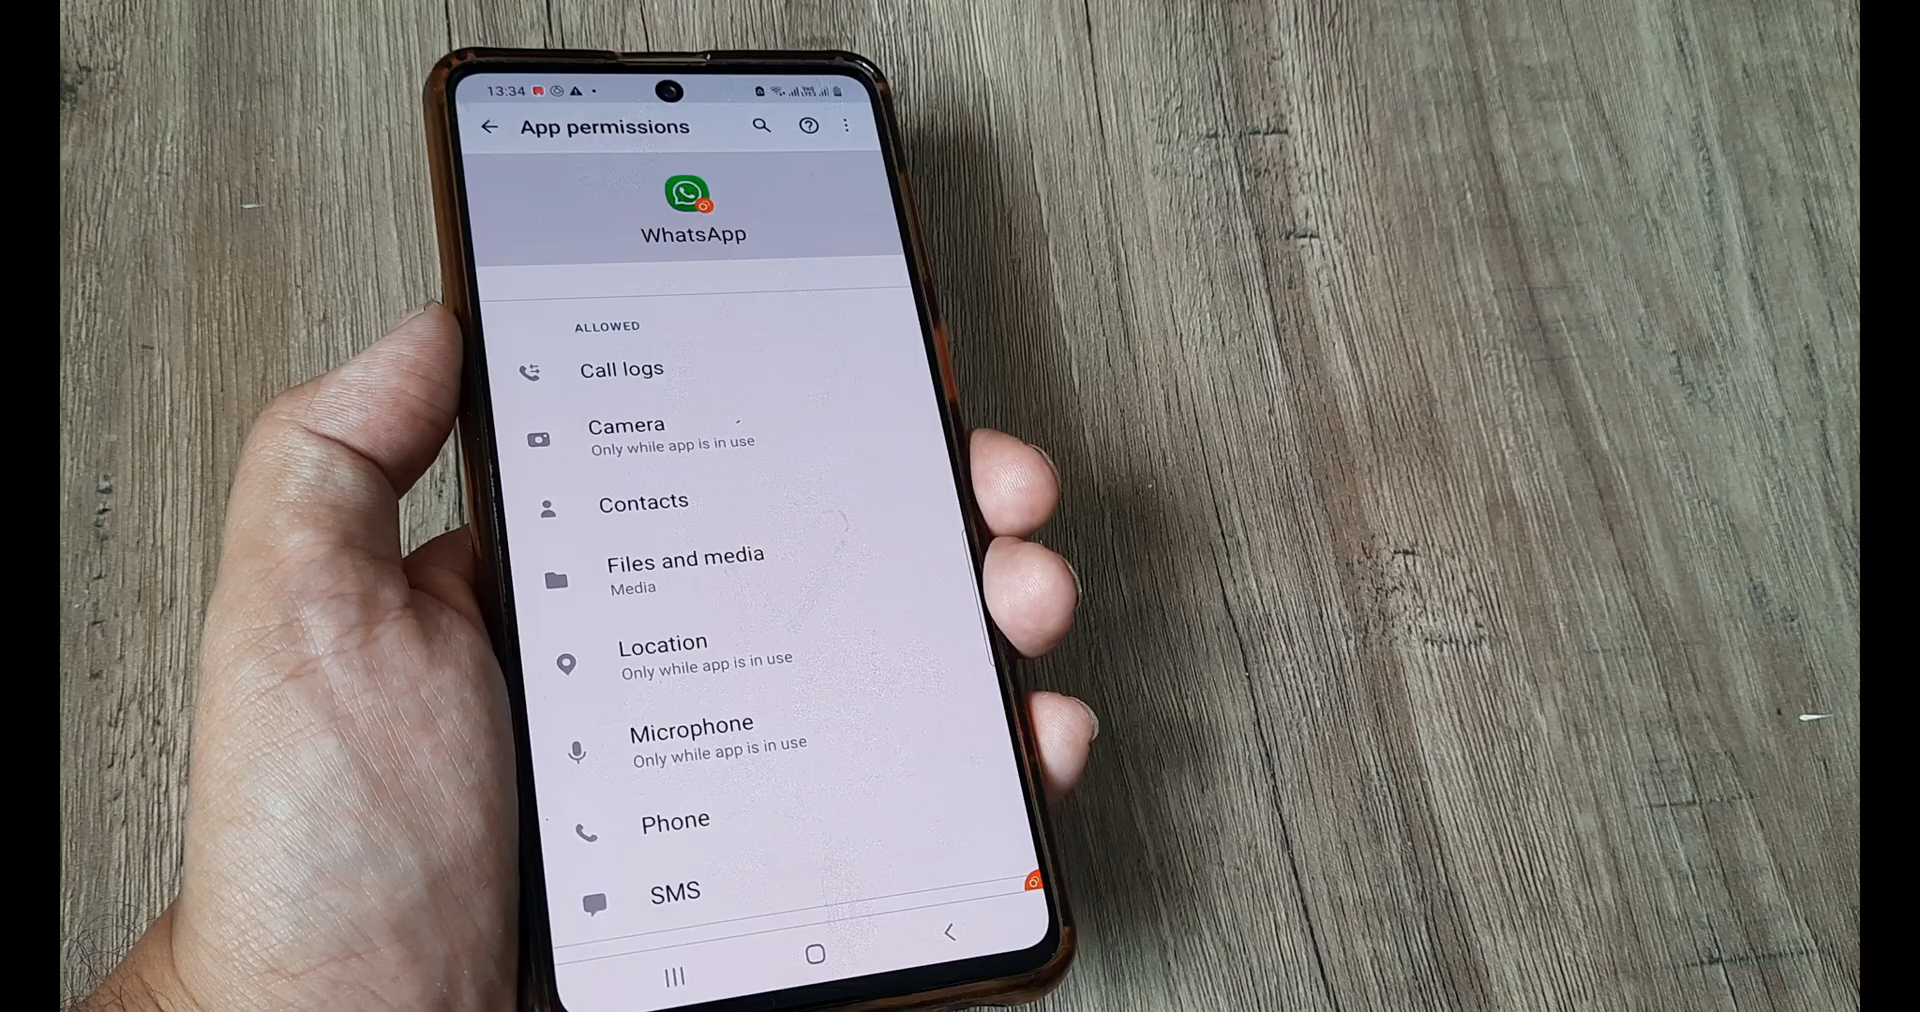 13:34
App permissions
WhatsApp
ALLOWED
Call logs
Camera
Only while app is in use
Contacts
Files and media
Media
Location
Only while app is in use
Microphone
Only while app is in use
Phone
SMS